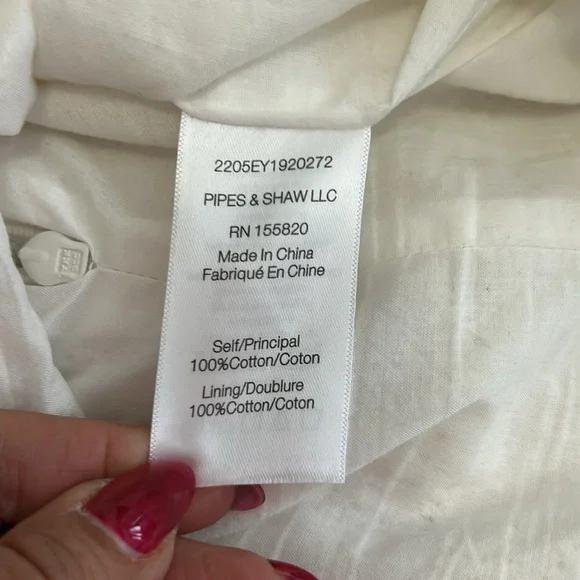 2205EY1920272
PIPES & SHAW LLC
RN 155820
Made In China
Fabriqué En Chine
Self/Principal
100%Cotton/Coton
Lining/Doublure
100%Cotton/Coton